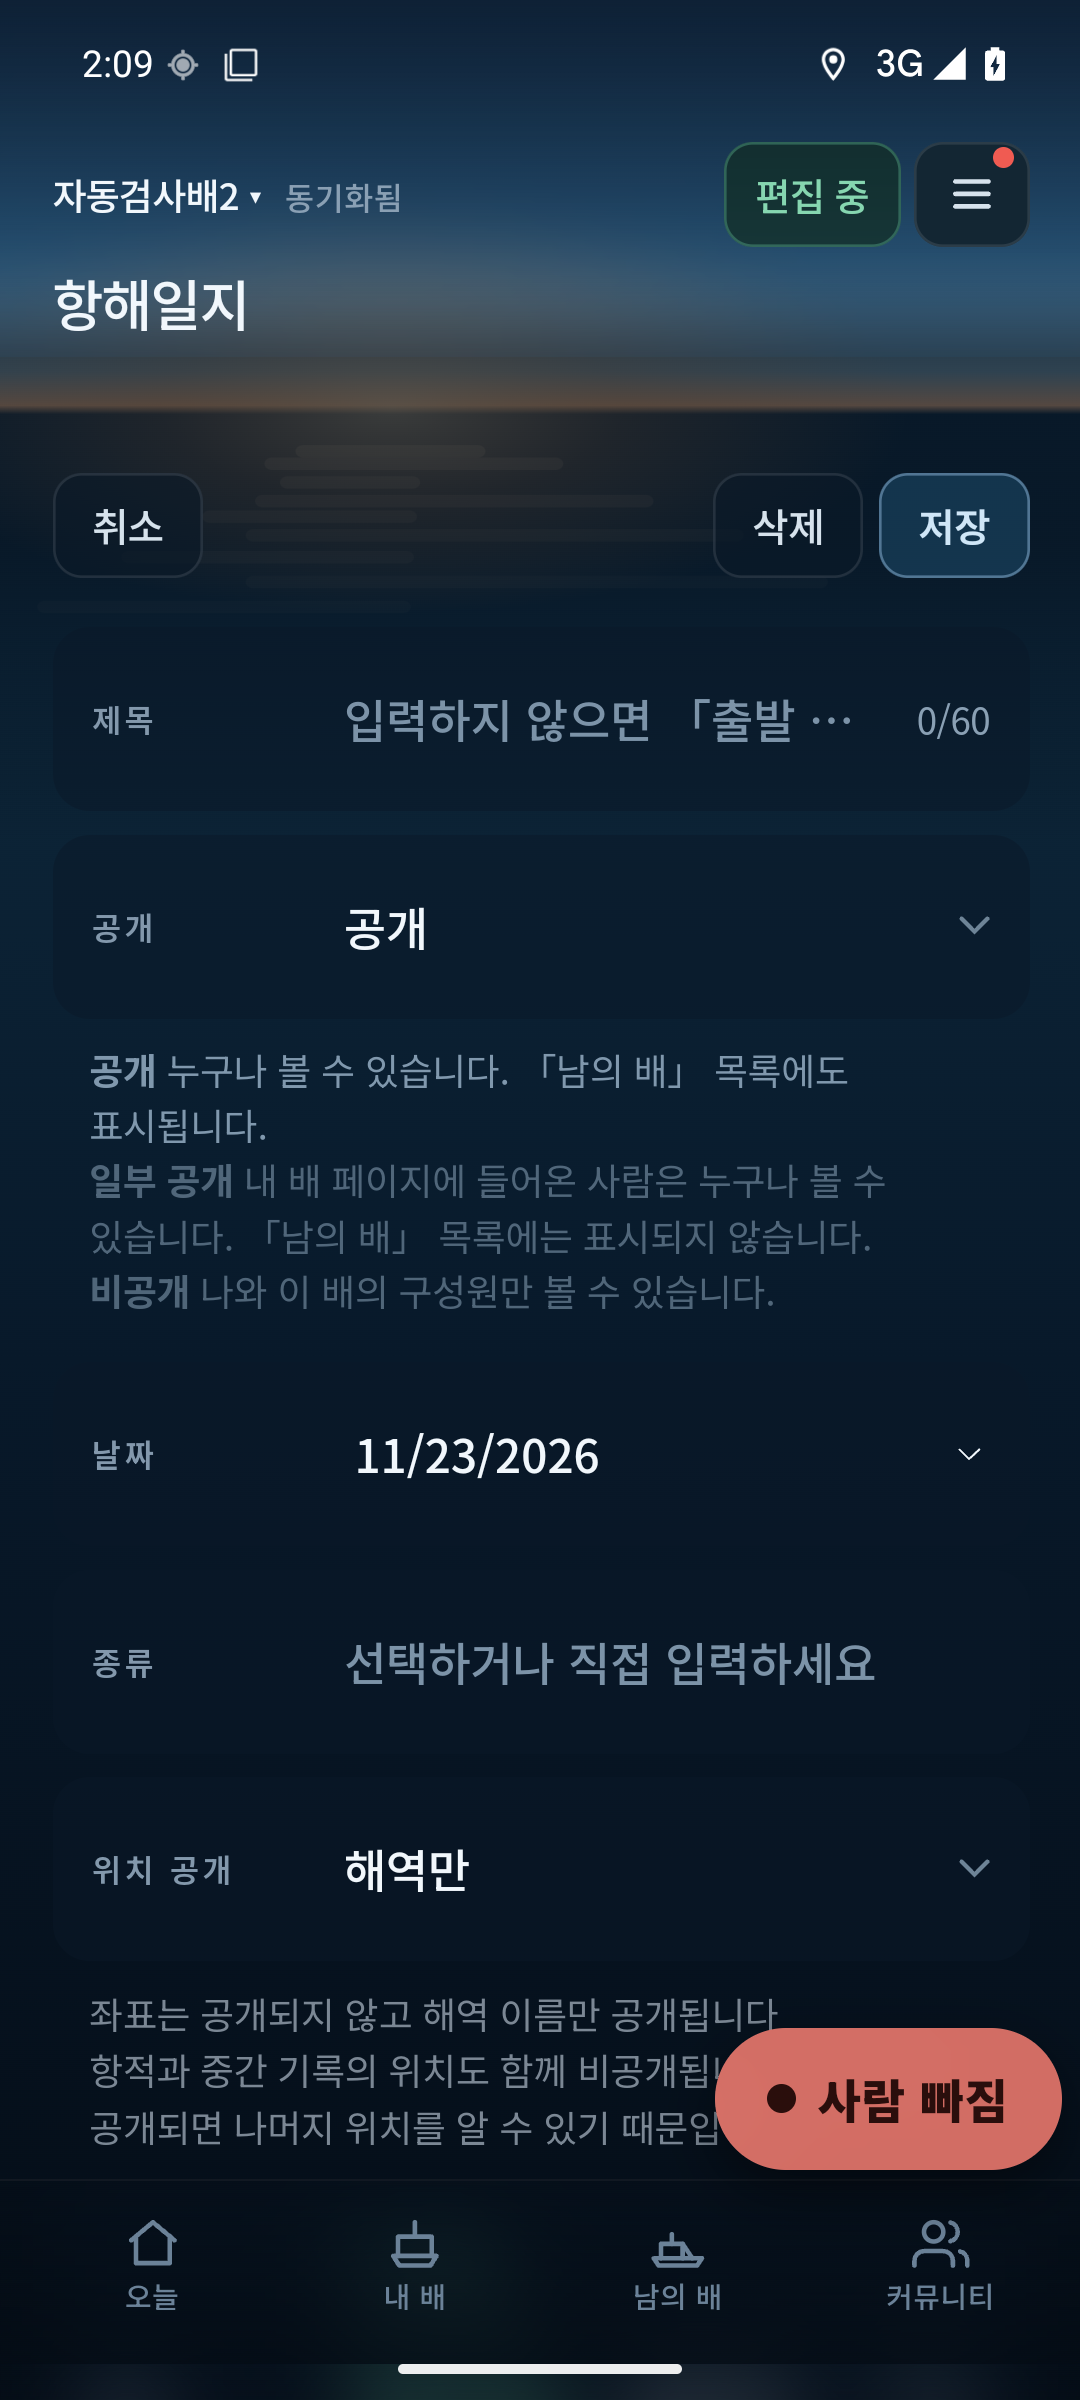 2:09
3G
자동검사배2 ▾ 동기화됨
편집 중
항해일지
취소
삭제
저장
제목
입력하지 않으면 「출발 …
0/60
공개
공개
공개 누구나 볼 수 있습니다. 「남의 배」 목록에도
표시됩니다.
일부 공개 내 배 페이지에 들어온 사람은 누구나 볼 수
있습니다. 「남의 배」 목록에는 표시되지 않습니다.
비공개 나와 이 배의 구성원만 볼 수 있습니다.
날짜
11/23/2026
종류
선택하거나 직접 입력하세요
위치 공개
해역만
좌표는 공개되지 않고 해역 이름만 공개됩니다
항적과 중간 기록의 위치도 함께 비공개됩
공개되면 나머지 위치를 알 수 있기 때문입
사람 빠짐
오늘
내 배
남의 배
커뮤니티